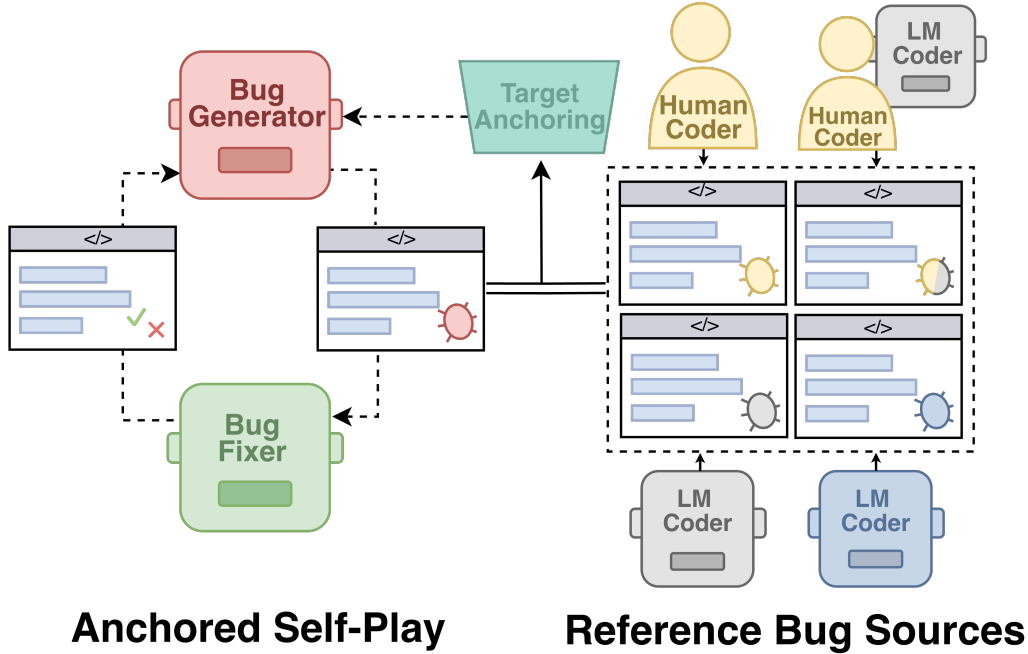 Bug
Generator
Target
Anchoring
Human
Coder
Human
Coder
LM
Coder
</>
</>
</>
</>
</>
</>
Bug
Fixer
LM
Coder
LM
Coder
Anchored Self-Play
Reference Bug Sources